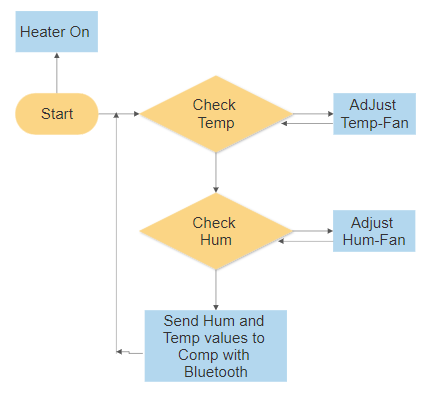 Heater On
Start
Check
Temp
AdJust
Temp-Fan
Check
Hum
Adjust
Hum-Fan
Send Hum and
Temp values to
Comp with
Bluetooth